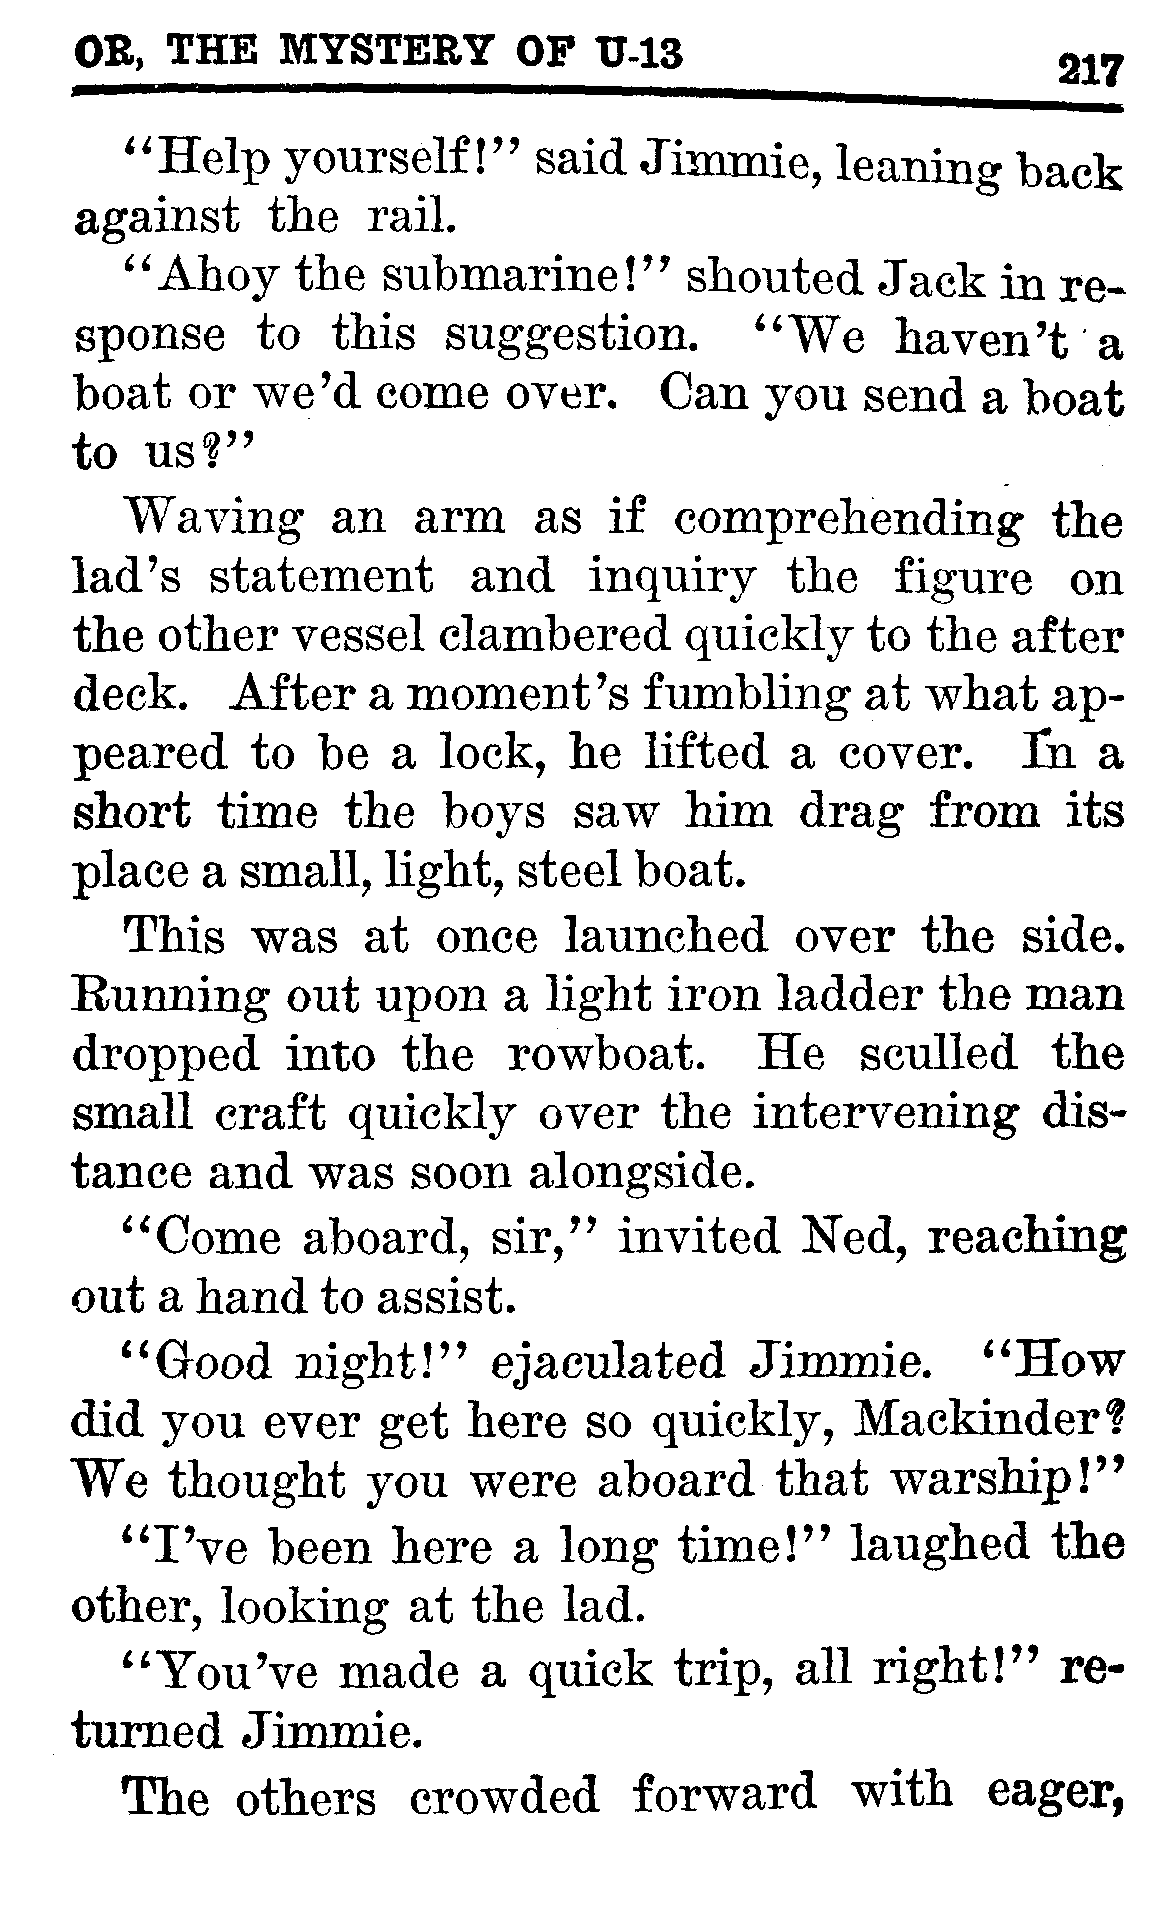 OR, THE MYSTERY OF U-13 217
“Help yourself!” said Jimmie, leaning back
against the rail.
“Ahoy the submarine!” shouted Jack in re-
sponse to this suggestion. “We haven’t a
boat or we’d come over. Can you send a boat
to us?”
Waving an arm as if comprehending the
lad’s statement and inquiry the figure on
the other vessel clambered quickly to the after
deck. After a moment’s fumbling at what ap-
peared to be a lock, he lifted a cover. In a
short time the boys saw him drag from its
place a small, light, steel boat.
This was at once launched over the side.
Running out upon a light iron ladder the man
dropped into the rowboat. He sculled the
small craft quickly over the intervening dis-
tance and was soon alongside.
“Come aboard, sir,” invited Ned, reaching
out a hand to assist.
“Good night!” ejaculated Jimmie. “How
did you ever get here so quickly, Mackinder?
We thought you were aboard that warship!”
“I’ve been here a long time!” laughed the
other, looking at the lad.
“You’ve made a quick trip, all right!” re-
turned Jimmie.
The others crowded forward with eager,